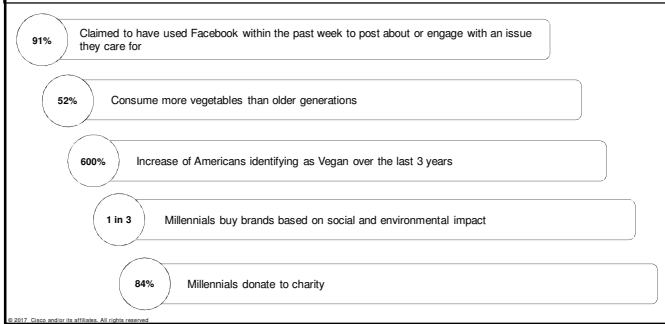 91%
Claimed to have used Facebook within the past week to post about or engage with an issue
they care for
52%
Consume more vegetables than older generations
600%
Increase of Americans identifying as Vegan over the last 3 years
1 in 3
Millennials buy brands based on social and environmental impact
84%
Millennials donate to charity
© 2017 Cisco and/or its affiliates. All rights reserved